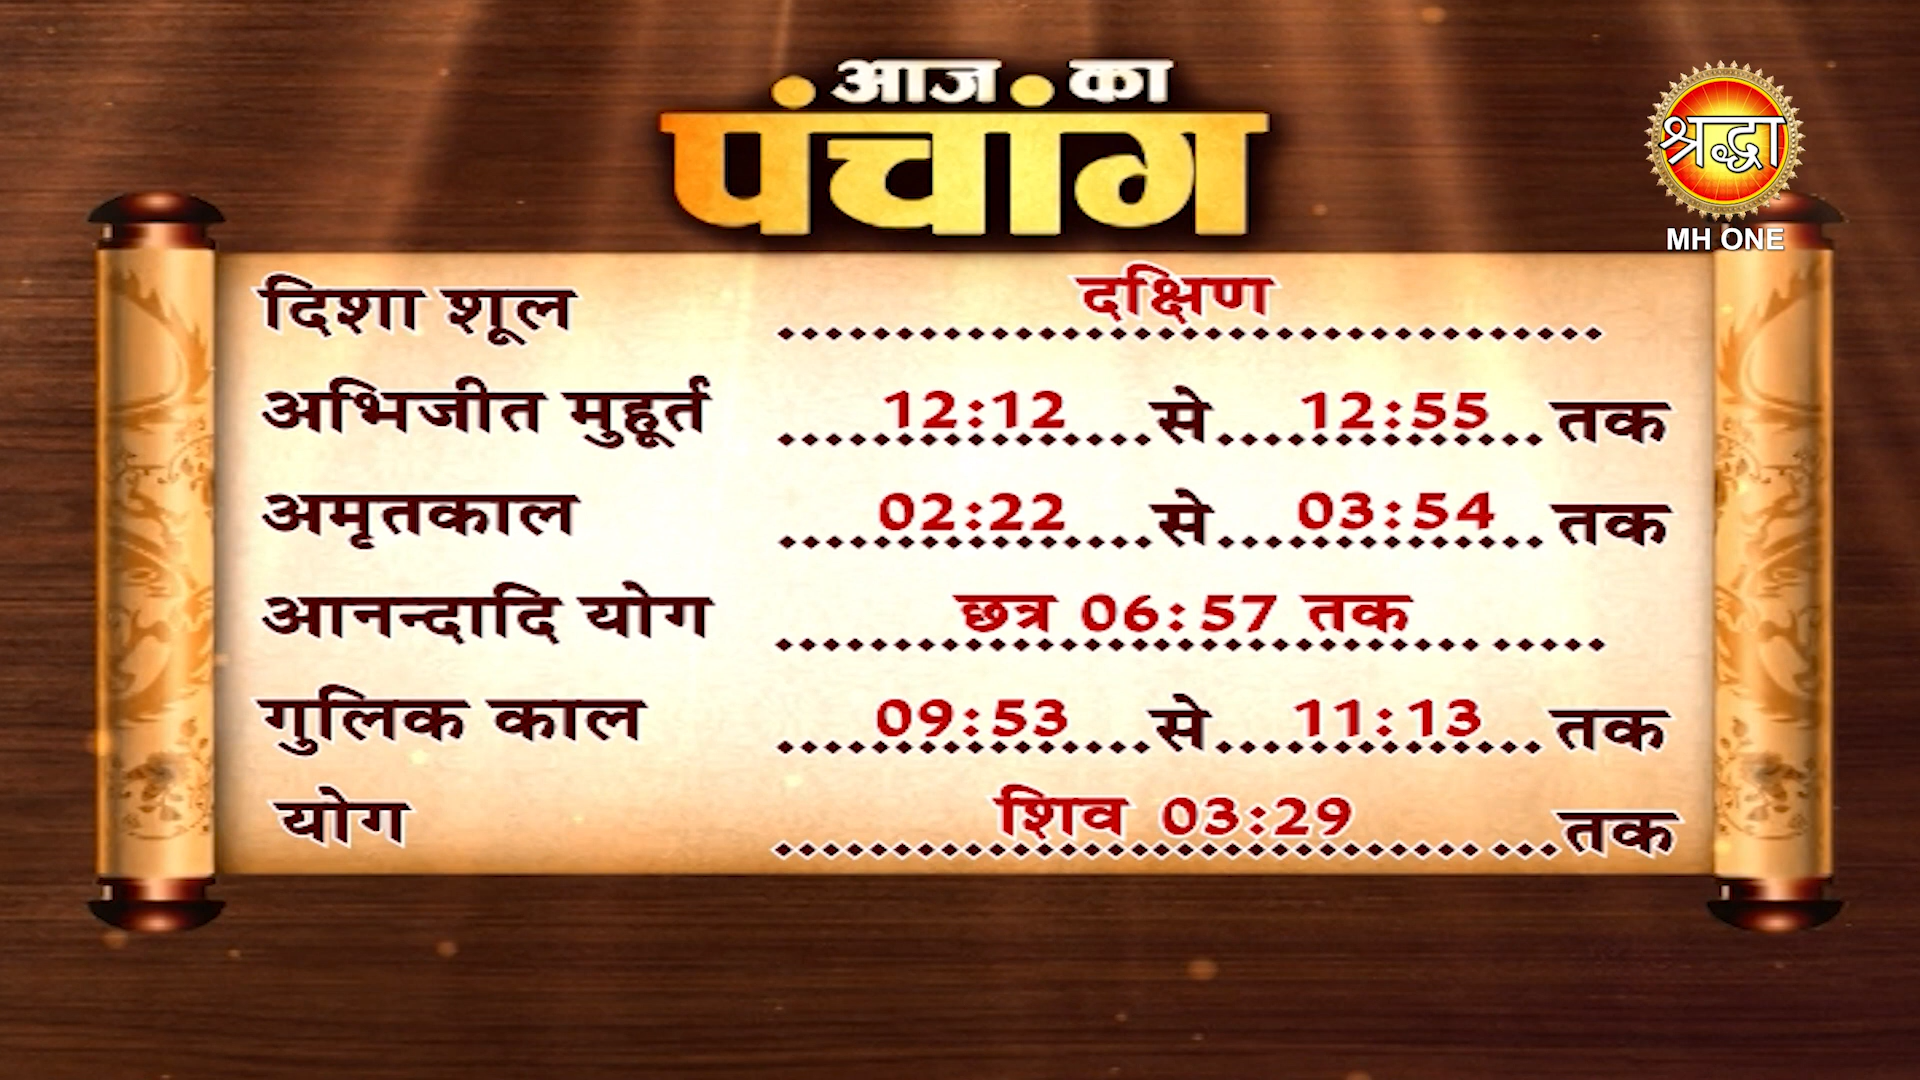 आज का
पंचांग
श्रद्धा
MH ONE
दिशा शूल दक्षिण
अभिजीत मुहूर्त 12:12 से 12:55 तक
अमृतकाल 02:22 से 03:54 तक
आनन्दादि योग छत्र 06:57 तक
गुलिक काल 09:53 से 11:13 तक
योग शिव 03:29 तक